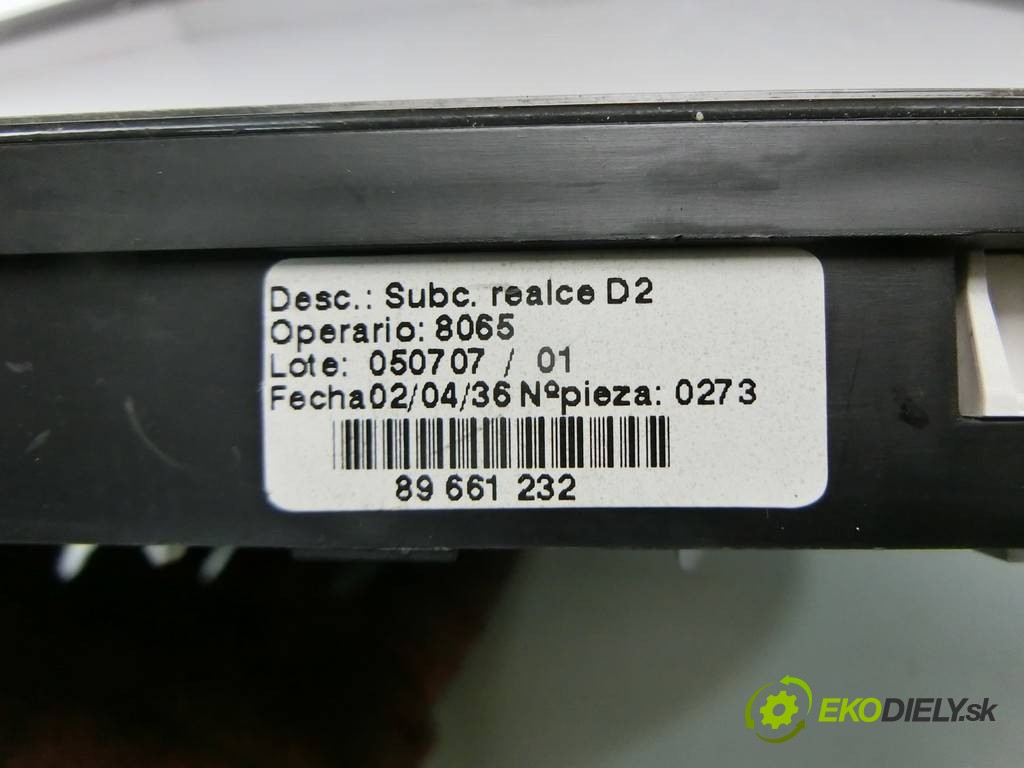 Desc.: Subc. realce D2
Operario: 8065
Lote: 050707 / 01
Fecha02/04/36 Nºpieza: 0273
89 661 232
EKODIELY.sk